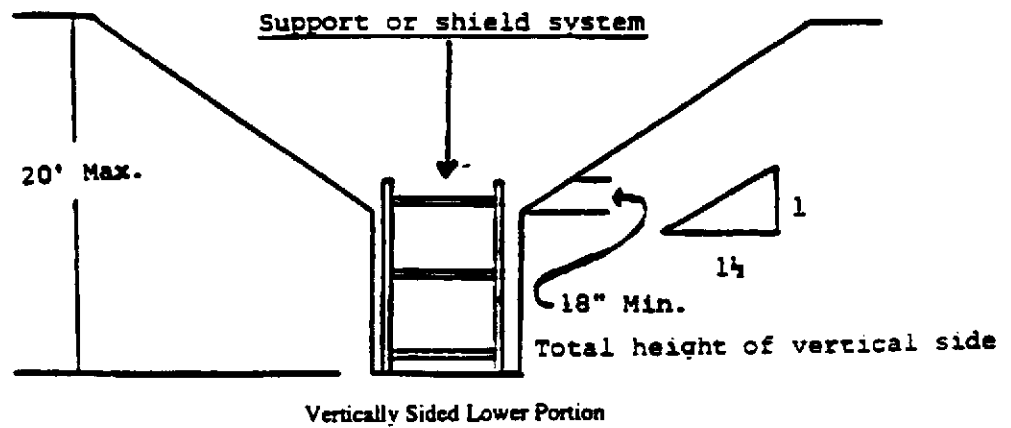 Support or shield system
20' Max.
1
1½
18" Min.
Total height of vertical side
Vertically Sided Lower Portion